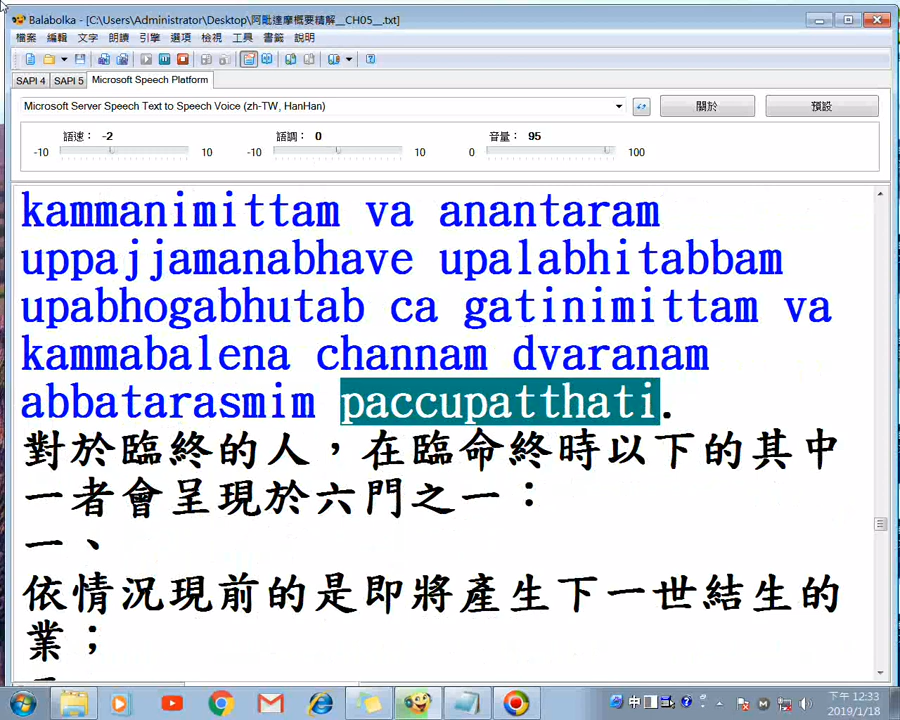 Balabolka - [C:\Users\Administrator\Desktop\阿毗達摩概要精解__CH05__.txt]
檔案 編輯 文字 朗讀 引擎 選項 檢視 工具 書籤 說明
SAPI 4 SAPI 5 Microsoft Speech Platform
Microsoft Server Speech Text to Speech Voice (zh-TW, HanHan) 關於 預設
語速： -2 語調： 0 音量： 95
-10 10 -10 10 0 100
kammanimittam va anantaram
uppajjamanabhave upalabhitabbam
upabhogabhutab ca gatinimittam va
kammabalena channam dvaranam
abbatarasmim paccupatthati.
對於臨終的人，在臨命終時以下的其中
一者會呈現於六門之一：
一、
依情況現前的是即將產生下一世結生的
業；
中
下午 12:33
2019/1/18